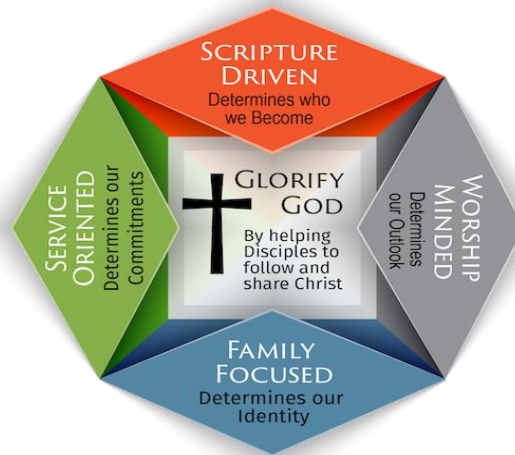 SCRIPTURE
DRIVEN
Determines who
we Become
SERVICE
ORIENTED
Determines our
Commitments
GLORIFY
GOD
By helping
Disciples to
follow and
share Christ
WORSHIP
MINDED
Determines
our Outlook
FAMILY
FOCUSED
Determines our
Identity